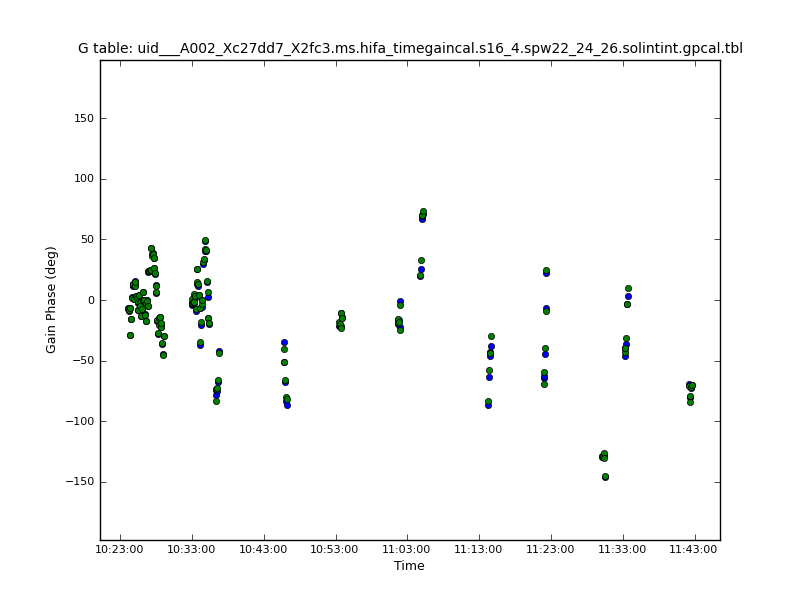 G table: uid___A002_Xc27dd7_X2fc3.ms.hifa_timegaincal.s16_4.spw22_24_26.solintint.gpcal.tbl
150
100
50
0
−50
−100
−150
Gain Phase (deg)
10:23:00 10:33:00 10:43:00 10:53:00 11:03:00 11:13:00 11:23:00 11:33:00 11:43:00
Time